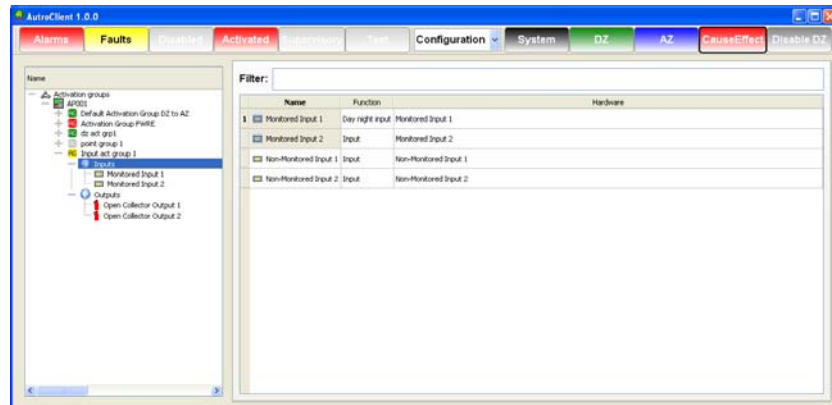 AutroClient 1.0.0
Alarms Faults Disabled Activated Supervisory Test Configuration System DZ AZ CauseEffect Disable DZ
Name
Activation groups
AP001
Default Activation Group DZ to AZ
Activation Group FWRE
dz act grp1
point group 1
Input act group 1
Inputs
Monitored Input 1
Monitored Input 2
Outputs
Open Collector Output 1
Open Collector Output 2
Filter:
Name Function Hardware
1 Monitored Input 1 Day night input Monitored Input 1
Monitored Input 2 Input Monitored Input 2
Non-Monitored Input 1 Input Non-Monitored Input 1
Non-Monitored Input 2 Input Non-Monitored Input 2